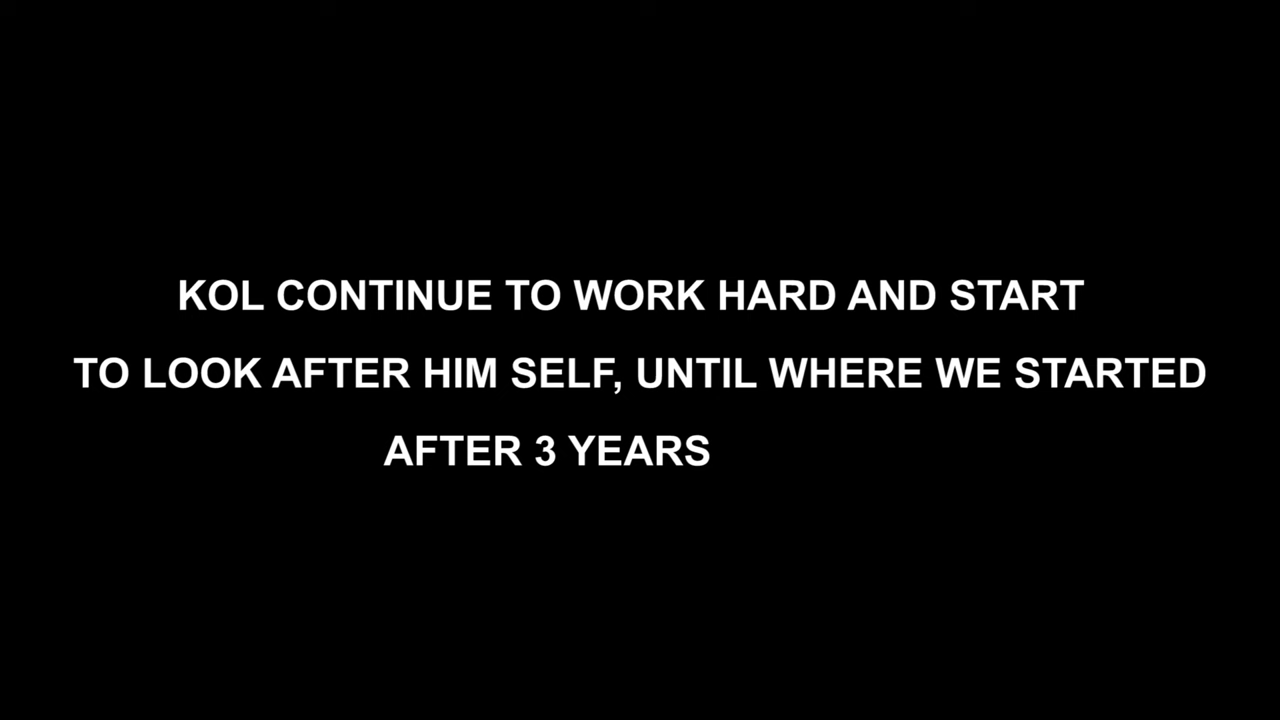 KOL CONTINUE TO WORK HARD AND START
TO LOOK AFTER HIM SELF, UNTIL WHERE WE STARTED
AFTER 3 YEARS